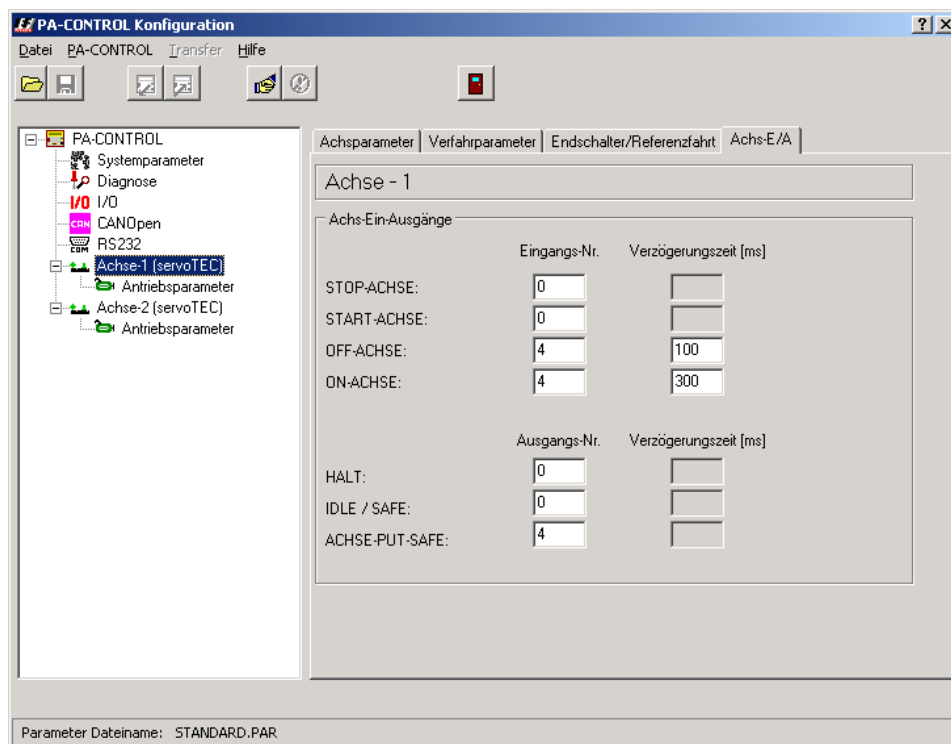 PA-CONTROL Konfiguration
Datei PA-CONTROL Transfer Hilfe
PA-CONTROL
Systemparameter
Diagnose
I/O I/O
CAN CANOpen
COM RS232
Achse-1 (servoTEC)
Antriebsparameter
Achse-2 (servoTEC)
Antriebsparameter
Achsparameter Verfahrparameter Endschalter/Referenzfahrt Achs-E/A
Achse - 1
Achs-Ein-Ausgänge
Eingangs-Nr. Verzögerungszeit [ms]
STOP-ACHSE: 0
START-ACHSE: 0
OFF-ACHSE: 4 100
ON-ACHSE: 4 300
Ausgangs-Nr. Verzögerungszeit [ms]
HALT: 0
IDLE / SAFE: 0
ACHSE-PUT-SAFE: 4
Parameter Dateiname: STANDARD.PAR